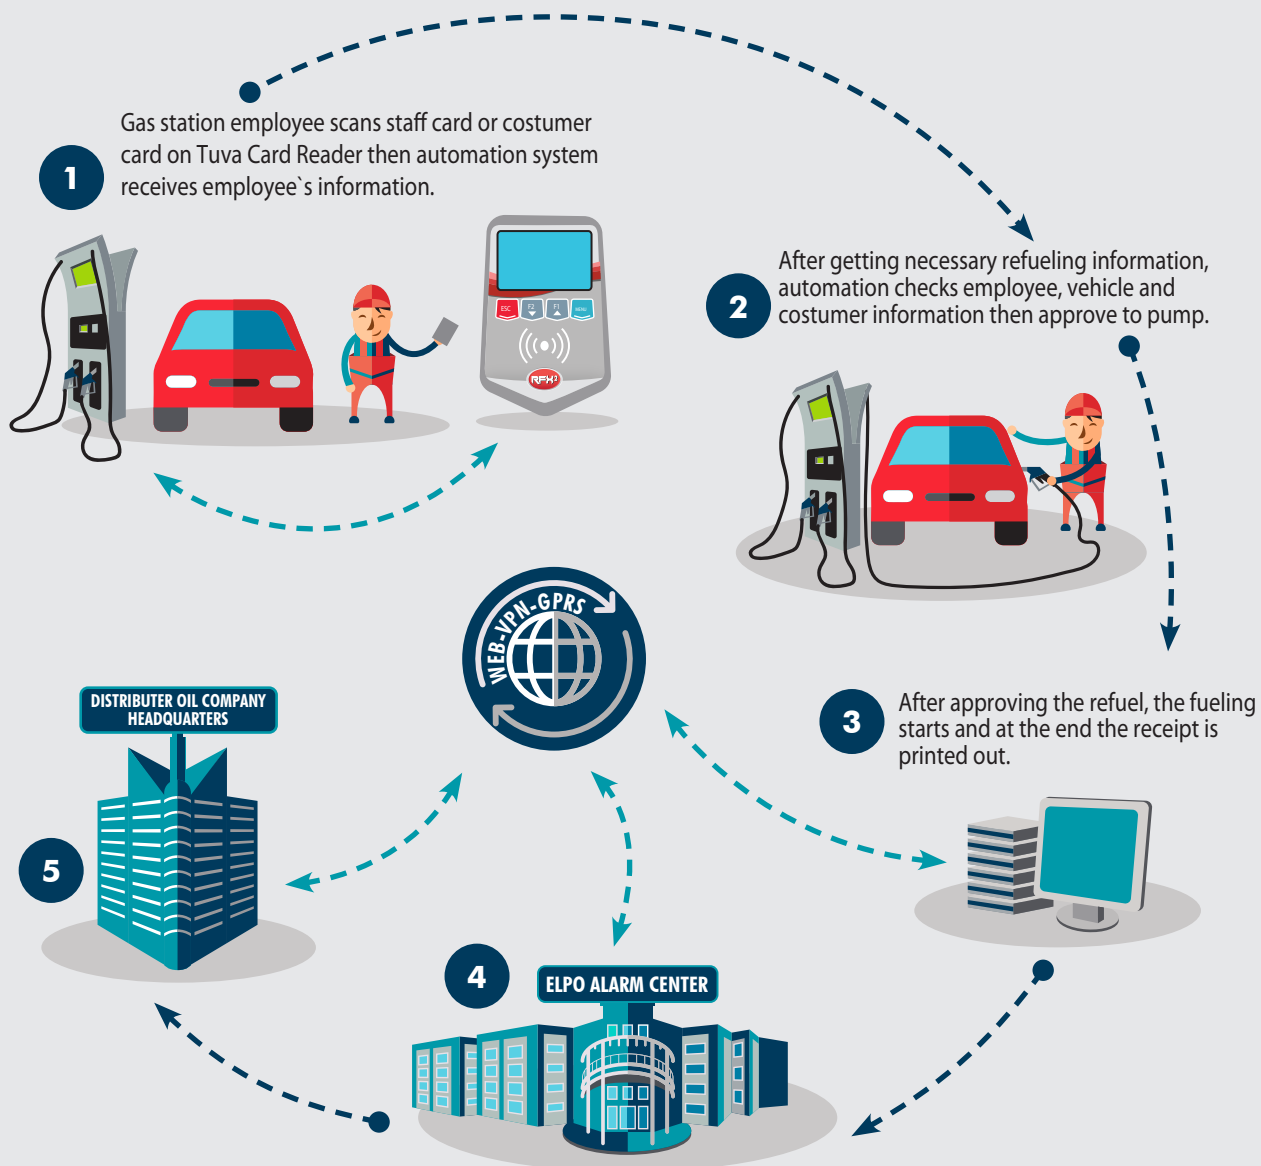 1
Gas station employee scans staff card or costumer
card on Tuva Card Reader then automation system
receives employee`s information.
ESC
F2
F1
MENU
RFX²
2
After getting necessary refueling information,
automation checks employee, vehicle and
costumer information then approve to pump.
WEB-VPN-GPRS
3
After approving the refuel, the fueling
starts and at the end the receipt is
printed out.
DISTRIBUTER OIL COMPANY
HEADQUARTERS
5
4
ELPO ALARM CENTER